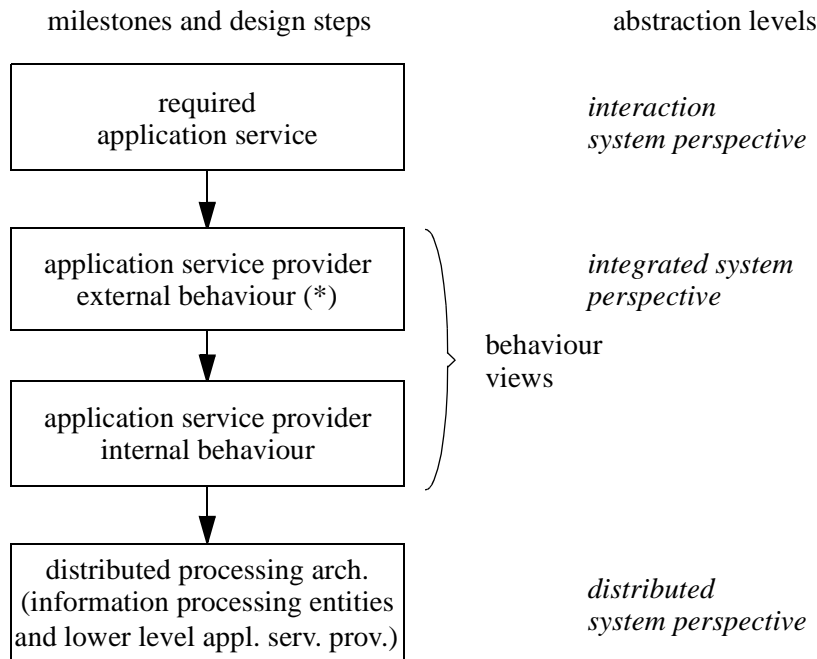 milestones and design steps
abstraction levels
required
application service
interaction
system perspective
application service provider
external behaviour (*)
integrated system
perspective
behaviour
views
application service provider
internal behaviour
distributed processing arch.
(information processing entities
and lower level appl. serv. prov.)
distributed
system perspective